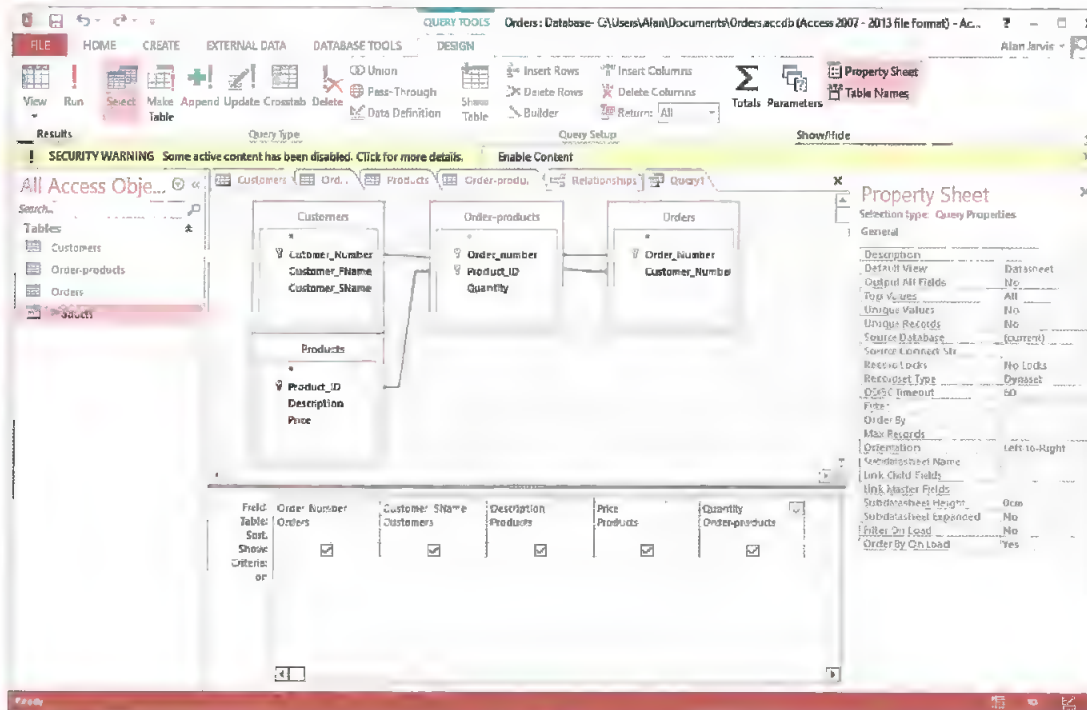 QUERY TOOLS
Orders : Database- C:\Users\Alan\Documents\Orders.accdb (Access 2007 - 2013 file format) - Ac...
?
FILE HOME CREATE EXTERNAL DATA DATABASE TOOLS DESIGN
Alan Jarvis
View Run Select Make Table Append Update Crosstab Delete
Union
Pass-Through
Data Definition
Show Table
Insert Rows
Delete Rows
Builder
Insert Columns
Delete Columns
Return: All
Totals Parameters
Property Sheet
Table Names
Results Query Type Query Setup Show/Hide
! SECURITY WARNING Some active content has been disabled. Click for more details. Enable Content
All Access Obje...
Search...
Tables
Customers
Order-products
Orders
Customers Ord.. Products Order-produ. Relationships Query1
Customers
*
Cutomer_Number
Customer_FName
Customer_SName
Order-products
*
Order_number
Product_ID
Quantity
Orders
*
Order_Number
Customer_Number
Products
*
Product_ID
Description
Price
Field: Order Number Customer SName Description Price Quantity
Table: Orders Customers Products Products Order-products
Sort:
Show:
Criteria:
or
Property Sheet
Selection type: Query Properties
General
Description
Default View Datasheet
Output All Fields No
Top Values All
Unique Values No
Unique Records No
Source Database (current)
Source Connect Str
Record Locks No Locks
Recordset Type Dynaset
ODBC Timeout 60
Filter
Order By
Max Records
Orientation Left-to-Right
Subdatasheet Name
Link Child Fields
Link Master Fields
Subdatasheet Height 0cm
Subdatasheet Expanded No
Filter On Load No
Order By On Load Yes
Ready